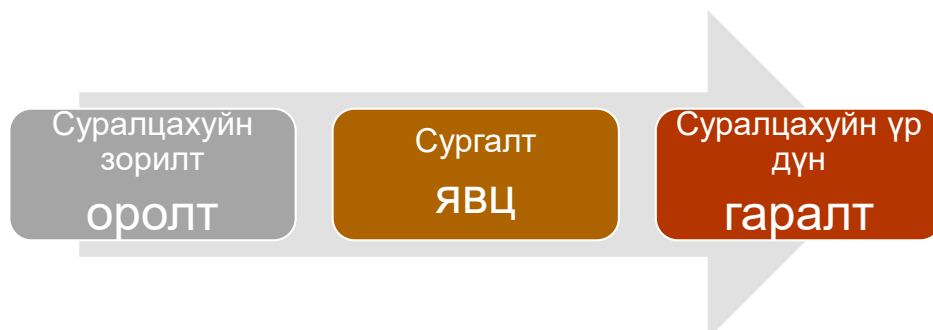 Суралцахуйн
зорилт
оролт
Сургалт
явц
Суралцахуйн үр
дүн
гаралт